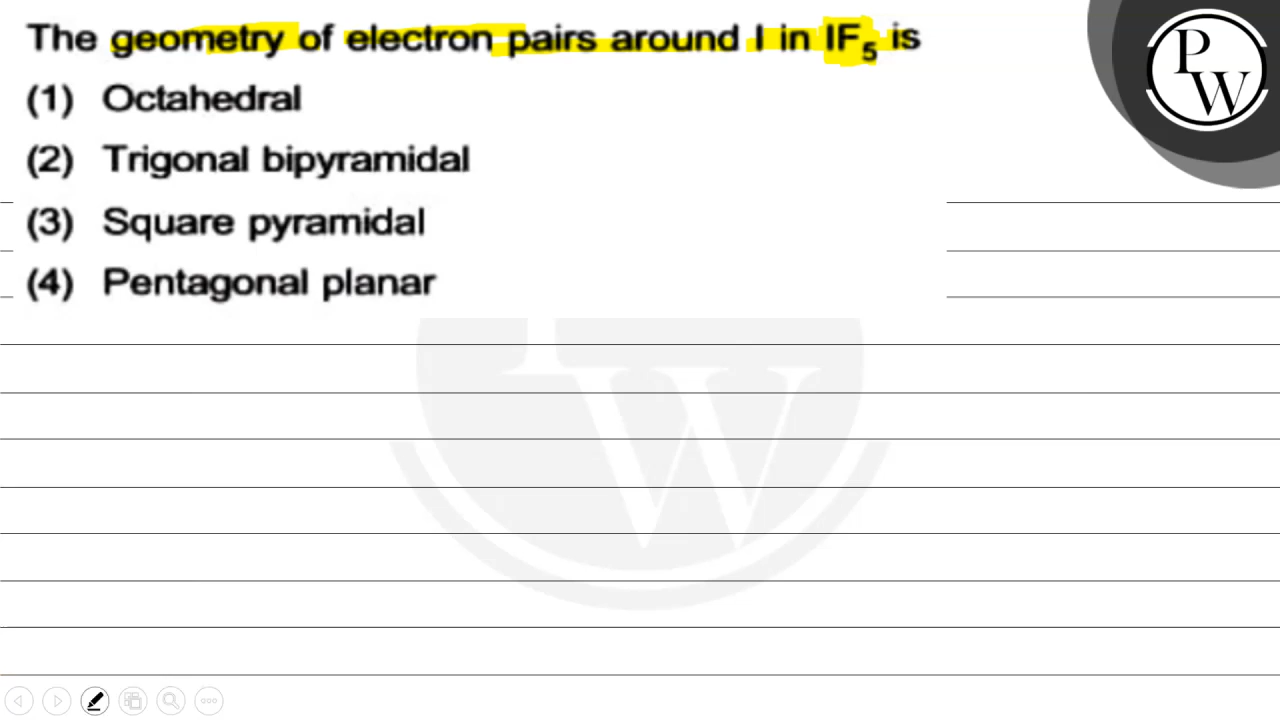 The geometry of electron pairs around I in IF₅ is
(1) Octahedral
(2) Trigonal bipyramidal
(3) Square pyramidal
(4) Pentagonal planar
P
W
W